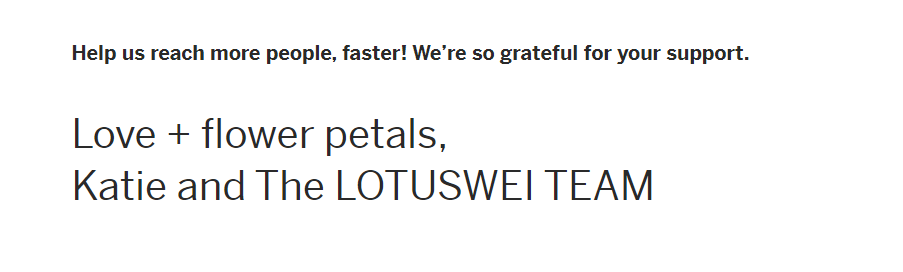 Help us reach more people, faster! We’re so grateful for your support.
Love + flower petals,
Katie and The LOTUSWEI TEAM